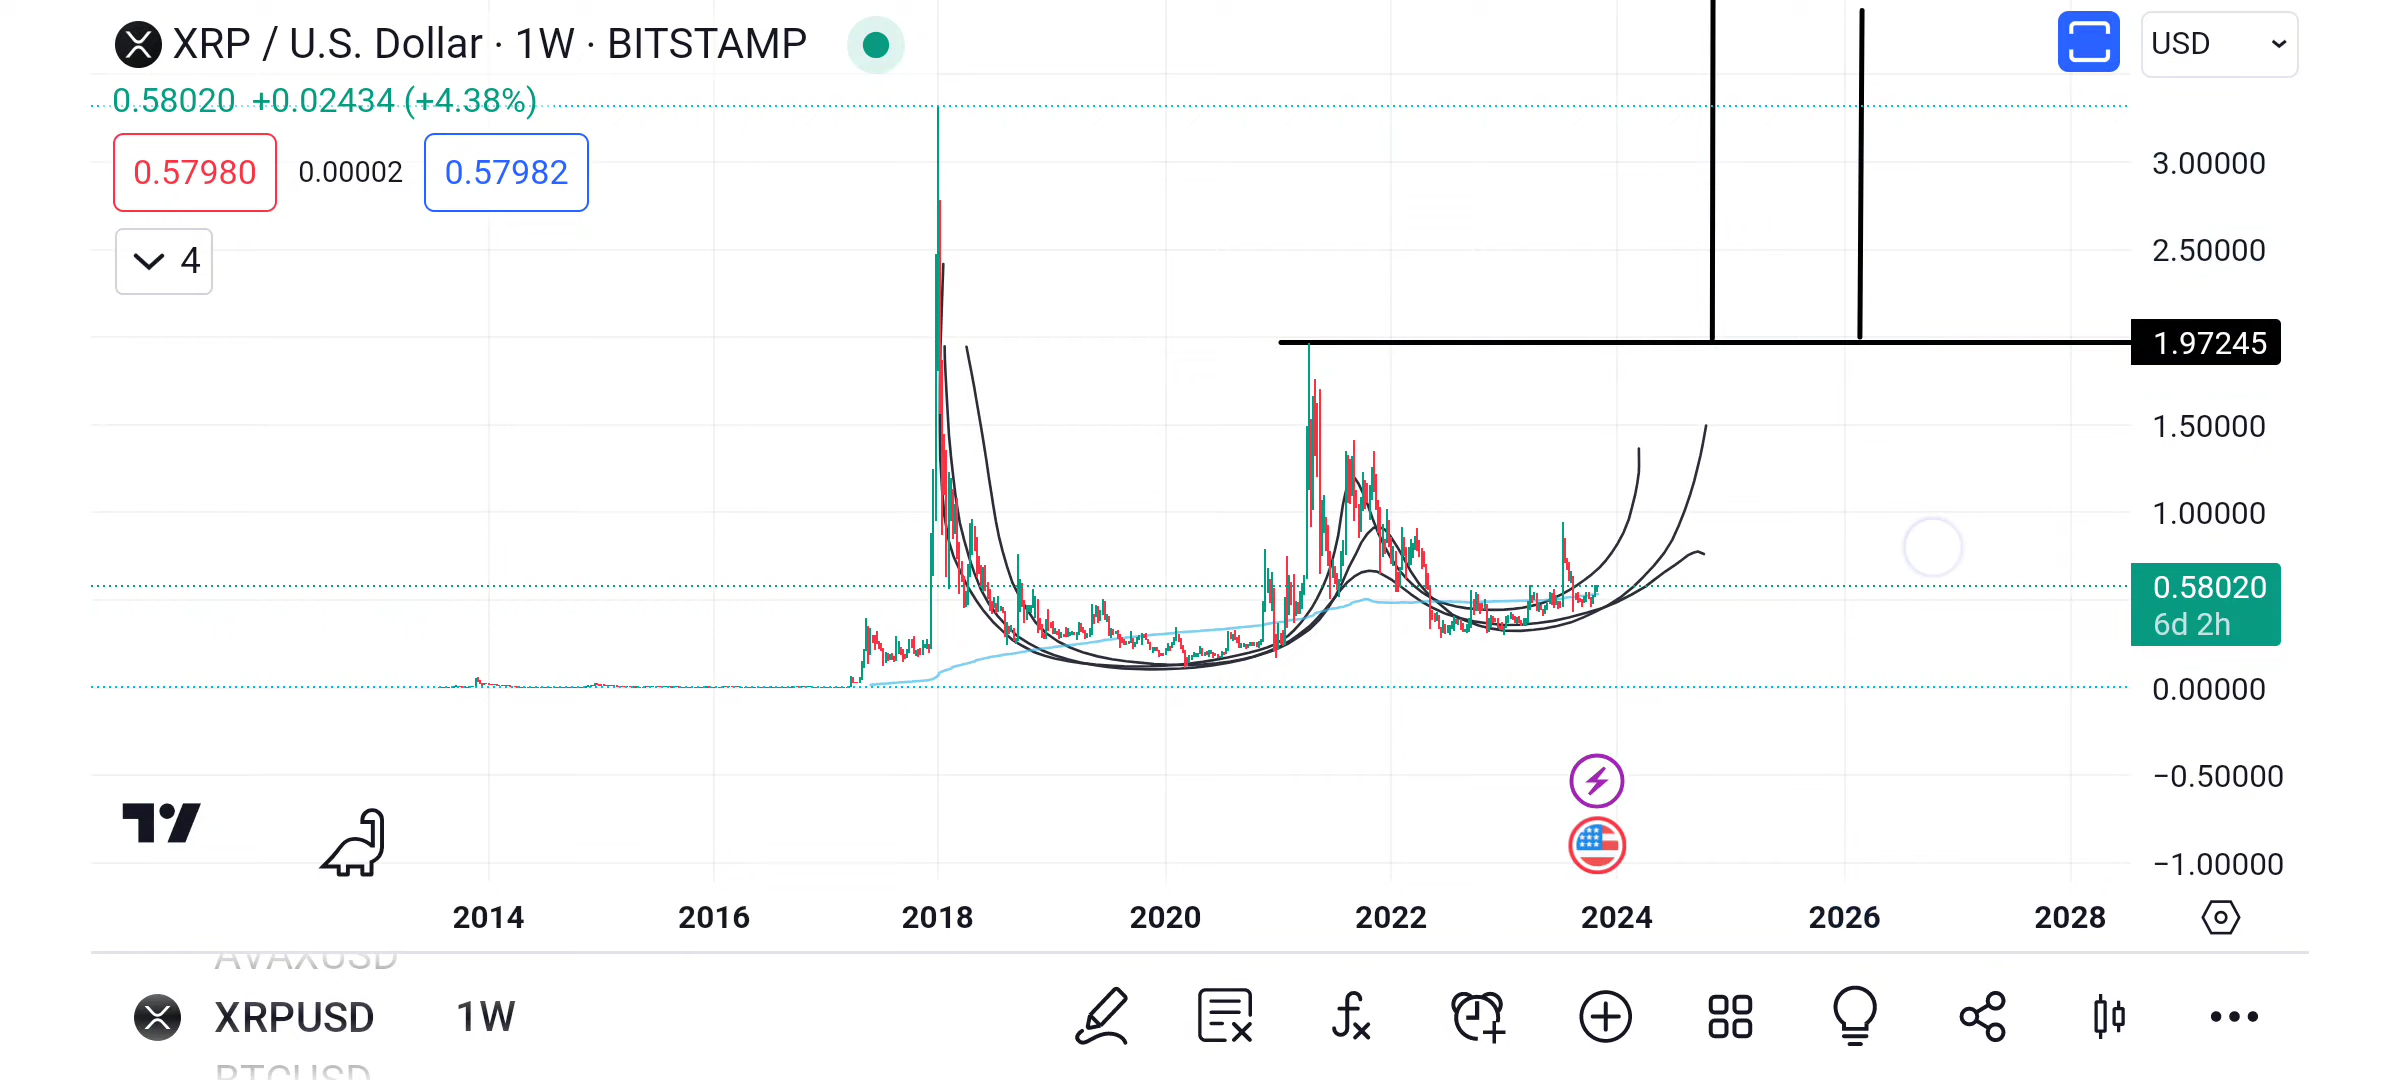 XRP / U.S. Dollar · 1W · BITSTAMP
USD
0.58020 +0.02434 (+4.38%)
0.57980 0.00002 0.57982
4
3.00000
2.50000
1.97245
1.50000
1.00000
0.58020
6d 2h
0.00000
−0.50000
−1.00000
2014 2016 2018 2020 2022 2024 2026 2028
AVAXUSD
XRPUSD 1W
BTCUSD